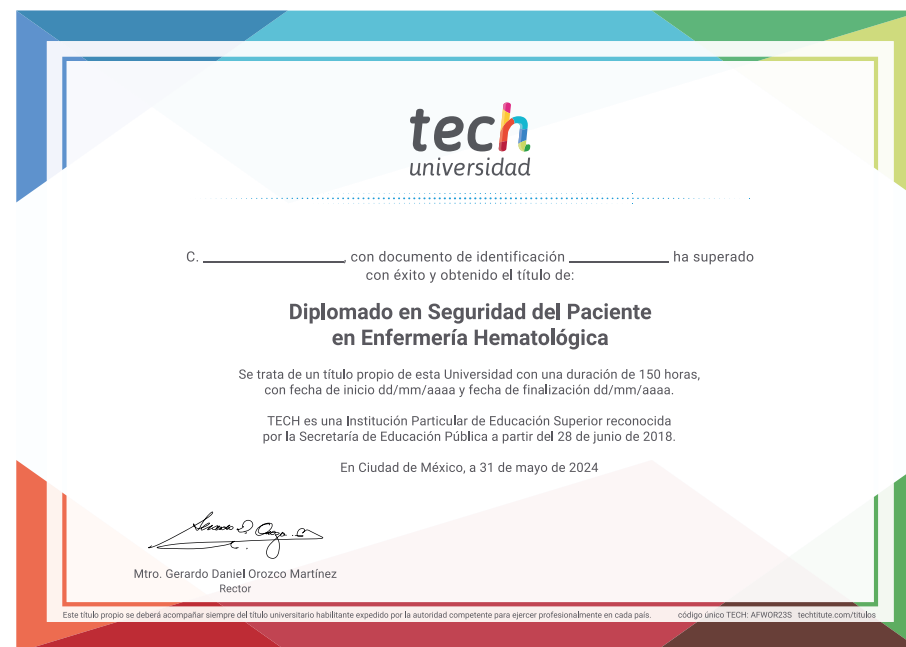 tech
universidad
C. ____________, con documento de identificación ____________ ha superado
con éxito y obtenido el título de:
Diplomado en Seguridad del Paciente
en Enfermería Hematológica
Se trata de un título propio de esta Universidad con una duración de 150 horas,
con fecha de inicio dd/mm/aaaa y fecha de finalización dd/mm/aaaa.
TECH es una Institución Particular de Educación Superior reconocida
por la Secretaría de Educación Pública a partir del 28 de junio de 2018.
En Ciudad de México, a 31 de mayo de 2024
Mtro. Gerardo Daniel Orozco Martínez
Rector
Este título propio se deberá acompañar siempre del título universitario habilitante expedido por la autoridad competente para ejercer profesionalmente en cada país. código único TECH: AFWOR23S techtitute.com/titulos